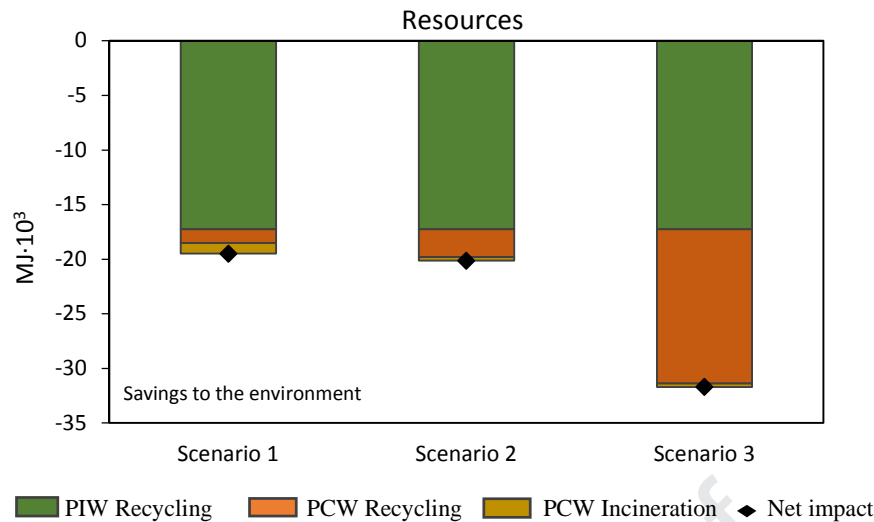 Resources
0
-5
-10
-15
-20
-25
-30
-35
MJ·10³
Savings to the environment
Scenario 1 Scenario 2 Scenario 3
PIW Recycling PCW Recycling PCW Incineration Net impact